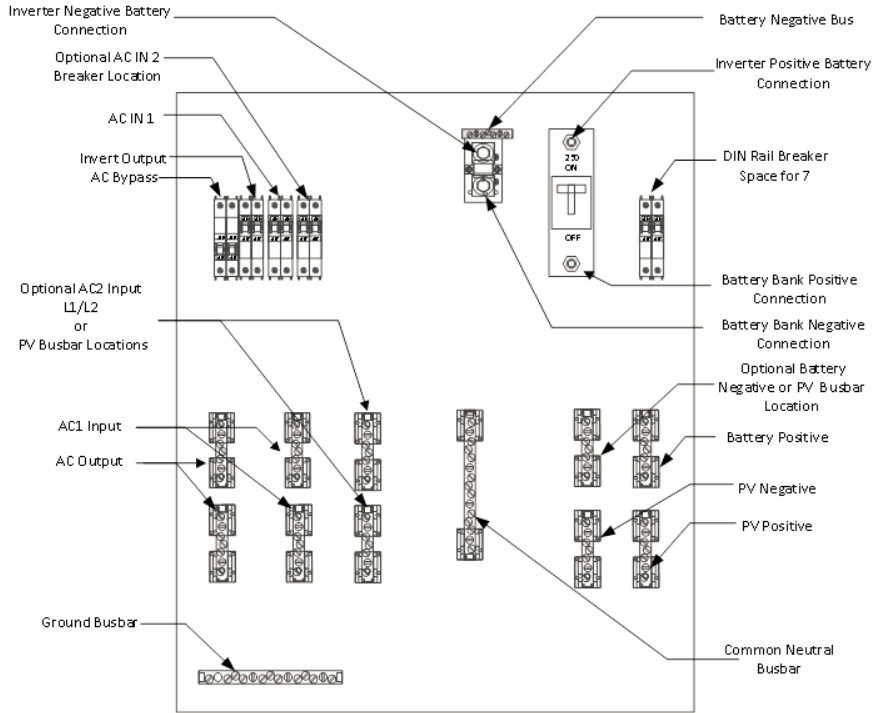 Inverter Negative Battery
Connection
Optional AC IN 2
Breaker Location
AC IN 1
Invert Output
AC Bypass
Optional AC2 Input
L1/L2
or
PV Busbar Locations
AC1 Input
AC Output
Ground Busbar
250
ON
OFF
Battery Negative Bus
Inverter Positive Battery
Connection
DIN Rail Breaker
Space for 7
Battery Bank Positive
Connection
Battery Bank Negative
Connection
Optional Battery
Negative or PV Busbar
Location
Battery Positive
PV Negative
PV Positive
Common Neutral
Busbar